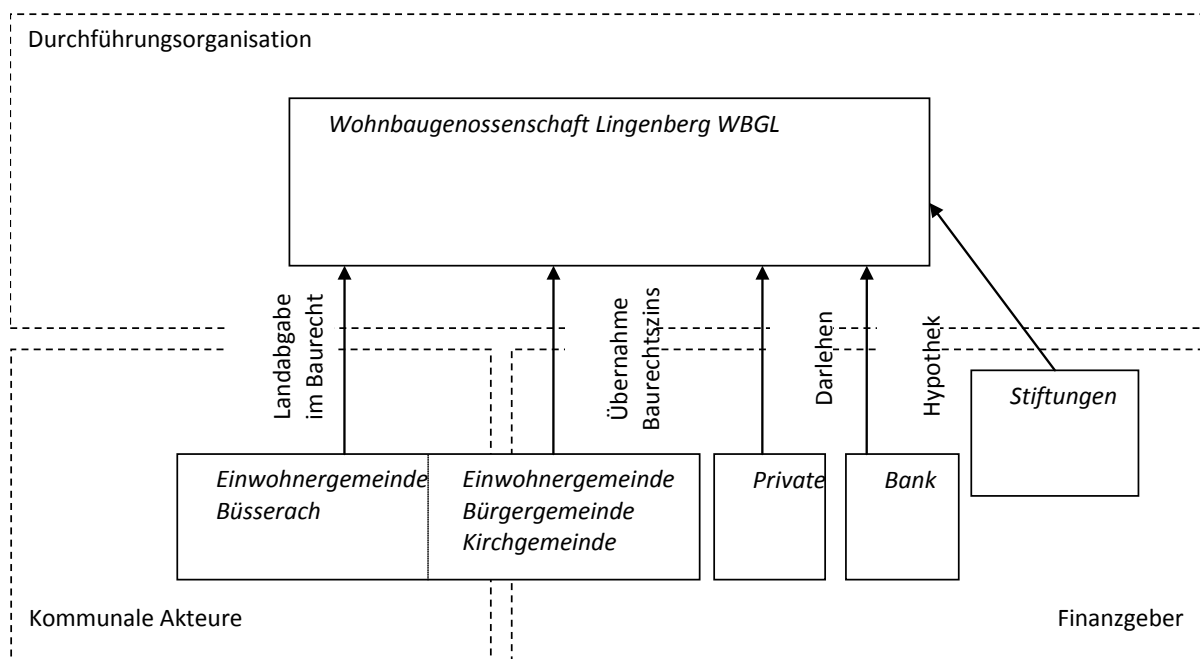 Durchführungsorganisation
Wohnbaugenossenschaft Lingenberg WBGL
Landabgabe
im Baurecht
Übernahme
Baurechtszins
Darlehen
Hypothek
Stiftungen
Einwohnergemeinde
Büsserach
Einwohnergemeinde
Bürgergemeinde
Kirchgemeinde
Private
Bank
Kommunale Akteure
Finanzgeber